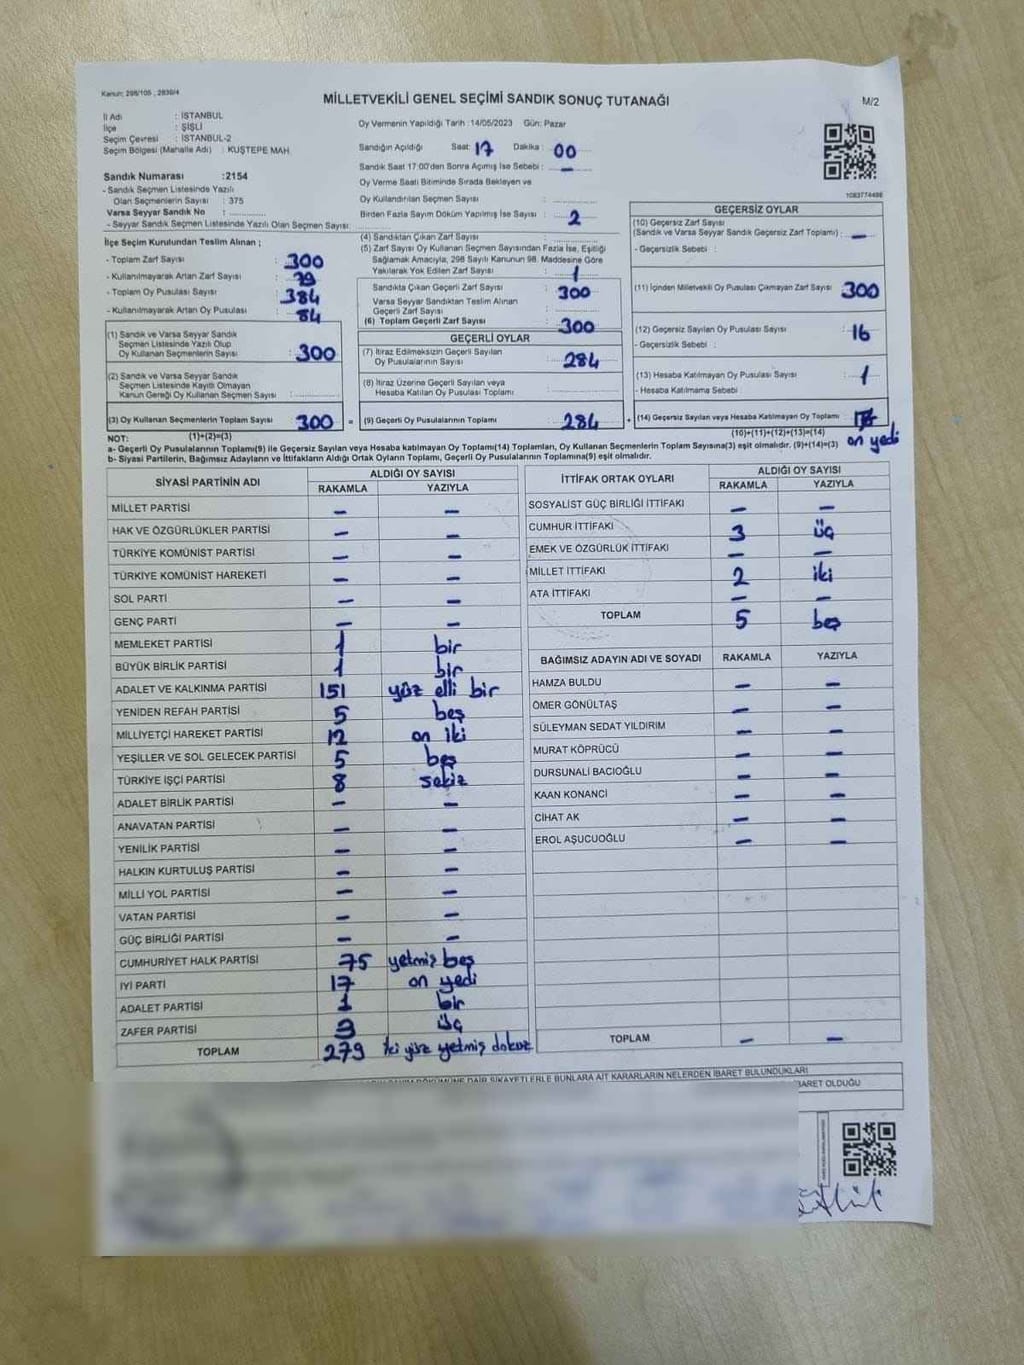 Kanun: 298/105 , 2839/4
MİLLETVEKİLİ GENEL SEÇİMİ SANDIK SONUÇ TUTANAĞI
M/2
İl Adı : İSTANBUL
İlçe : ŞİŞLİ
Seçim Çevresi : İSTANBUL-2
Seçim Bölgesi (Mahalle Adı) : KUŞTEPE MAH.
Sandık Numarası :2154
- Sandık Seçmen Listesinde Yazılı
Olan Seçmenlerin Sayısı : 375
Varsa Seyyar Sandık No :
- Seyyar Sandık Seçmen Listesinde Yazılı Olan Seçmen Sayısı:
Oy Vermenin Yapıldığı Tarih :14/05/2023 Gün: Pazar
Sandığın Açıldığı Saat: 17 Dakika : 00
Sandık Saat 17:00'den Sonra Açımış İse Sebebi : –
Oy Verme Saati Bitiminde Sırada Bekleyen ve
Oy Kullandırılan Seçmen Sayısı :
Birden Fazla Sayım Döküm Yapılmış İse Sayısı : 2
1083774498
İlçe Seçim Kurulundan Teslim Alınan ;
- Toplam Zarf Sayısı : 300
- Kullanılmayarak Artan Zarf Sayısı : 79
- Toplam Oy Pusulası Sayısı : 384
- Kullanılmayarak Artan Oy Pusulası : 84
(1) Sandık ve Varsa Seyyar Sandık
Seçmen Listesinde Yazılı Olup
Oy Kullanan Seçmenlerin Sayısı : 300
(2) Sandık ve Varsa Seyyar Sandık
Seçmen Listesinde Kayıtlı Olmayan
Kanun Gereği Oy Kullanan Seçmen Sayısı :
(3) Oy Kullanan Seçmenlerin Toplam Sayısı : 300 =
(1)+(2)=(3)
(4) Sandıktan Çıkan Zarf Sayısı :
(5) Zarf Sayısı Oy Kullanan Seçmen Sayısından Fazla İse, Eşitliği
Sağlamak Amacıyla, 298 Sayılı Kanunun 98. Maddesine Göre
Yakılarak Yok Edilen Zarf Sayısı : 1
Sandıkta Çıkan Geçerli Zarf Sayısı : 300
Varsa Seyyar Sandıktan Teslim Alınan
Geçerli Zarf Sayısı :
(6) Toplam Geçerli Zarf Sayısı : 300
GEÇERLİ OYLAR
(7) İtiraz Edilmeksizin Geçerli Sayılan
Oy Pusulalarının Sayısı : 284
(8) İtiraz Üzerine Geçerli Sayılan veya
Hesaba Katılan Oy Pusulası Toplamı :
(9) Geçerli Oy Pusulalarının Toplamı : 284 +
GEÇERSİZ OYLAR
(10) Geçersiz Zarf Sayısı
(Sandık ve Varsa Seyyar Sandık Geçersiz Zarf Toplamı) : –
- Geçersizlik Sebebi :
(11) İçinden Milletvekili Oy Pusulası Çıkmayan Zarf Sayısı : 300
(12) Geçersiz Sayılan Oy Pusulası Sayısı : 16
- Geçersizlik Sebebi :
(13) Hesaba Katılmayan Oy Pusulası Sayısı : 1
- Hesaba Katılmama Sebebi :
(14) Geçersiz Sayılan veya Hesaba Katılmayan Oy Pusulası Toplamı :
(10)+(11)+(12)+(13)=(14)
on yedi
NOT:
a- Geçerli Oy Pusulalarının Toplamı(9) ile Geçersiz Sayılan veya Hesaba katılmayan Oy Toplamı(14) Toplamları, Oy Kullanan Seçmenlerin Toplam Sayısına(3) eşit olmalıdır. (9)+(14)=(3)
b- Siyasi Partilerin, Bağımsız Adayların ve İttifakların Aldığı Ortak Oyların Toplamı, Geçerli Oy Pusulalarının Toplamına(9) eşit olmalıdır.
SİYASİ PARTİNİN ADI ALDIĞI OY SAYISI
RAKAMLA YAZIYLA
MİLLET PARTİSİ – –
HAK VE ÖZGÜRLÜKLER PARTİSİ – –
TÜRKİYE KOMÜNİST PARTİSİ – –
TÜRKİYE KOMÜNİST HAREKETİ – –
SOL PARTİ – –
GENÇ PARTİ – –
MEMLEKET PARTİSİ 1 bir
BÜYÜK BİRLİK PARTİSİ 1 bir
ADALET VE KALKINMA PARTİSİ 151 yüz elli bir
YENİDEN REFAH PARTİSİ 5 beş
MİLLİYETÇİ HAREKET PARTİSİ 12 on iki
YEŞİLLER VE SOL GELECEK PARTİSİ 5 beş
TÜRKİYE İŞÇİ PARTİSİ 8 sekiz
ADALET BİRLİK PARTİSİ – –
ANAVATAN PARTİSİ – –
YENİLİK PARTİSİ – –
HALKIN KURTULUŞ PARTİSİ – –
MİLLİ YOL PARTİSİ – –
VATAN PARTİSİ – –
GÜÇ BİRLİĞİ PARTİSİ – –
CUMHURİYET HALK PARTİSİ 75 yetmiş beş
İYİ PARTİ 17 on yedi
ADALET PARTİSİ 1 bir
ZAFER PARTİSİ 3 üç
TOPLAM 279 iki yüz yetmiş dokuz
İTTİFAK ORTAK OYLARI ALDIĞI OY SAYISI
RAKAMLA YAZIYLA
SOSYALİST GÜÇ BİRLİĞİ İTTİFAKI – –
CUMHUR İTTİFAKI 3 üç
EMEK VE ÖZGÜRLÜK İTTİFAKI – –
MİLLET İTTİFAKI 2 iki
ATA İTTİFAKI – –
TOPLAM 5 beş
BAĞIMSIZ ADAYIN ADI VE SOYADI RAKAMLA YAZIYLA
HAMZA BULDU – –
ÖMER GÖNÜLTAŞ – –
SÜLEYMAN SEDAT YILDIRIM – –
MURAT KÖPRÜCÜ – –
DURSUNALİ BACIOĞLU – –
KAAN KONANCI – –
CİHAT AK – –
EROL AŞUCUOĞLU – –
TOPLAM – –
DÖKÜMÜNE DAİR ŞİKAYETLERLE BUNLARA AİT KARARLARIN NELERDEN İBARET BULUNDUKLARI
İBARET OLDUĞU